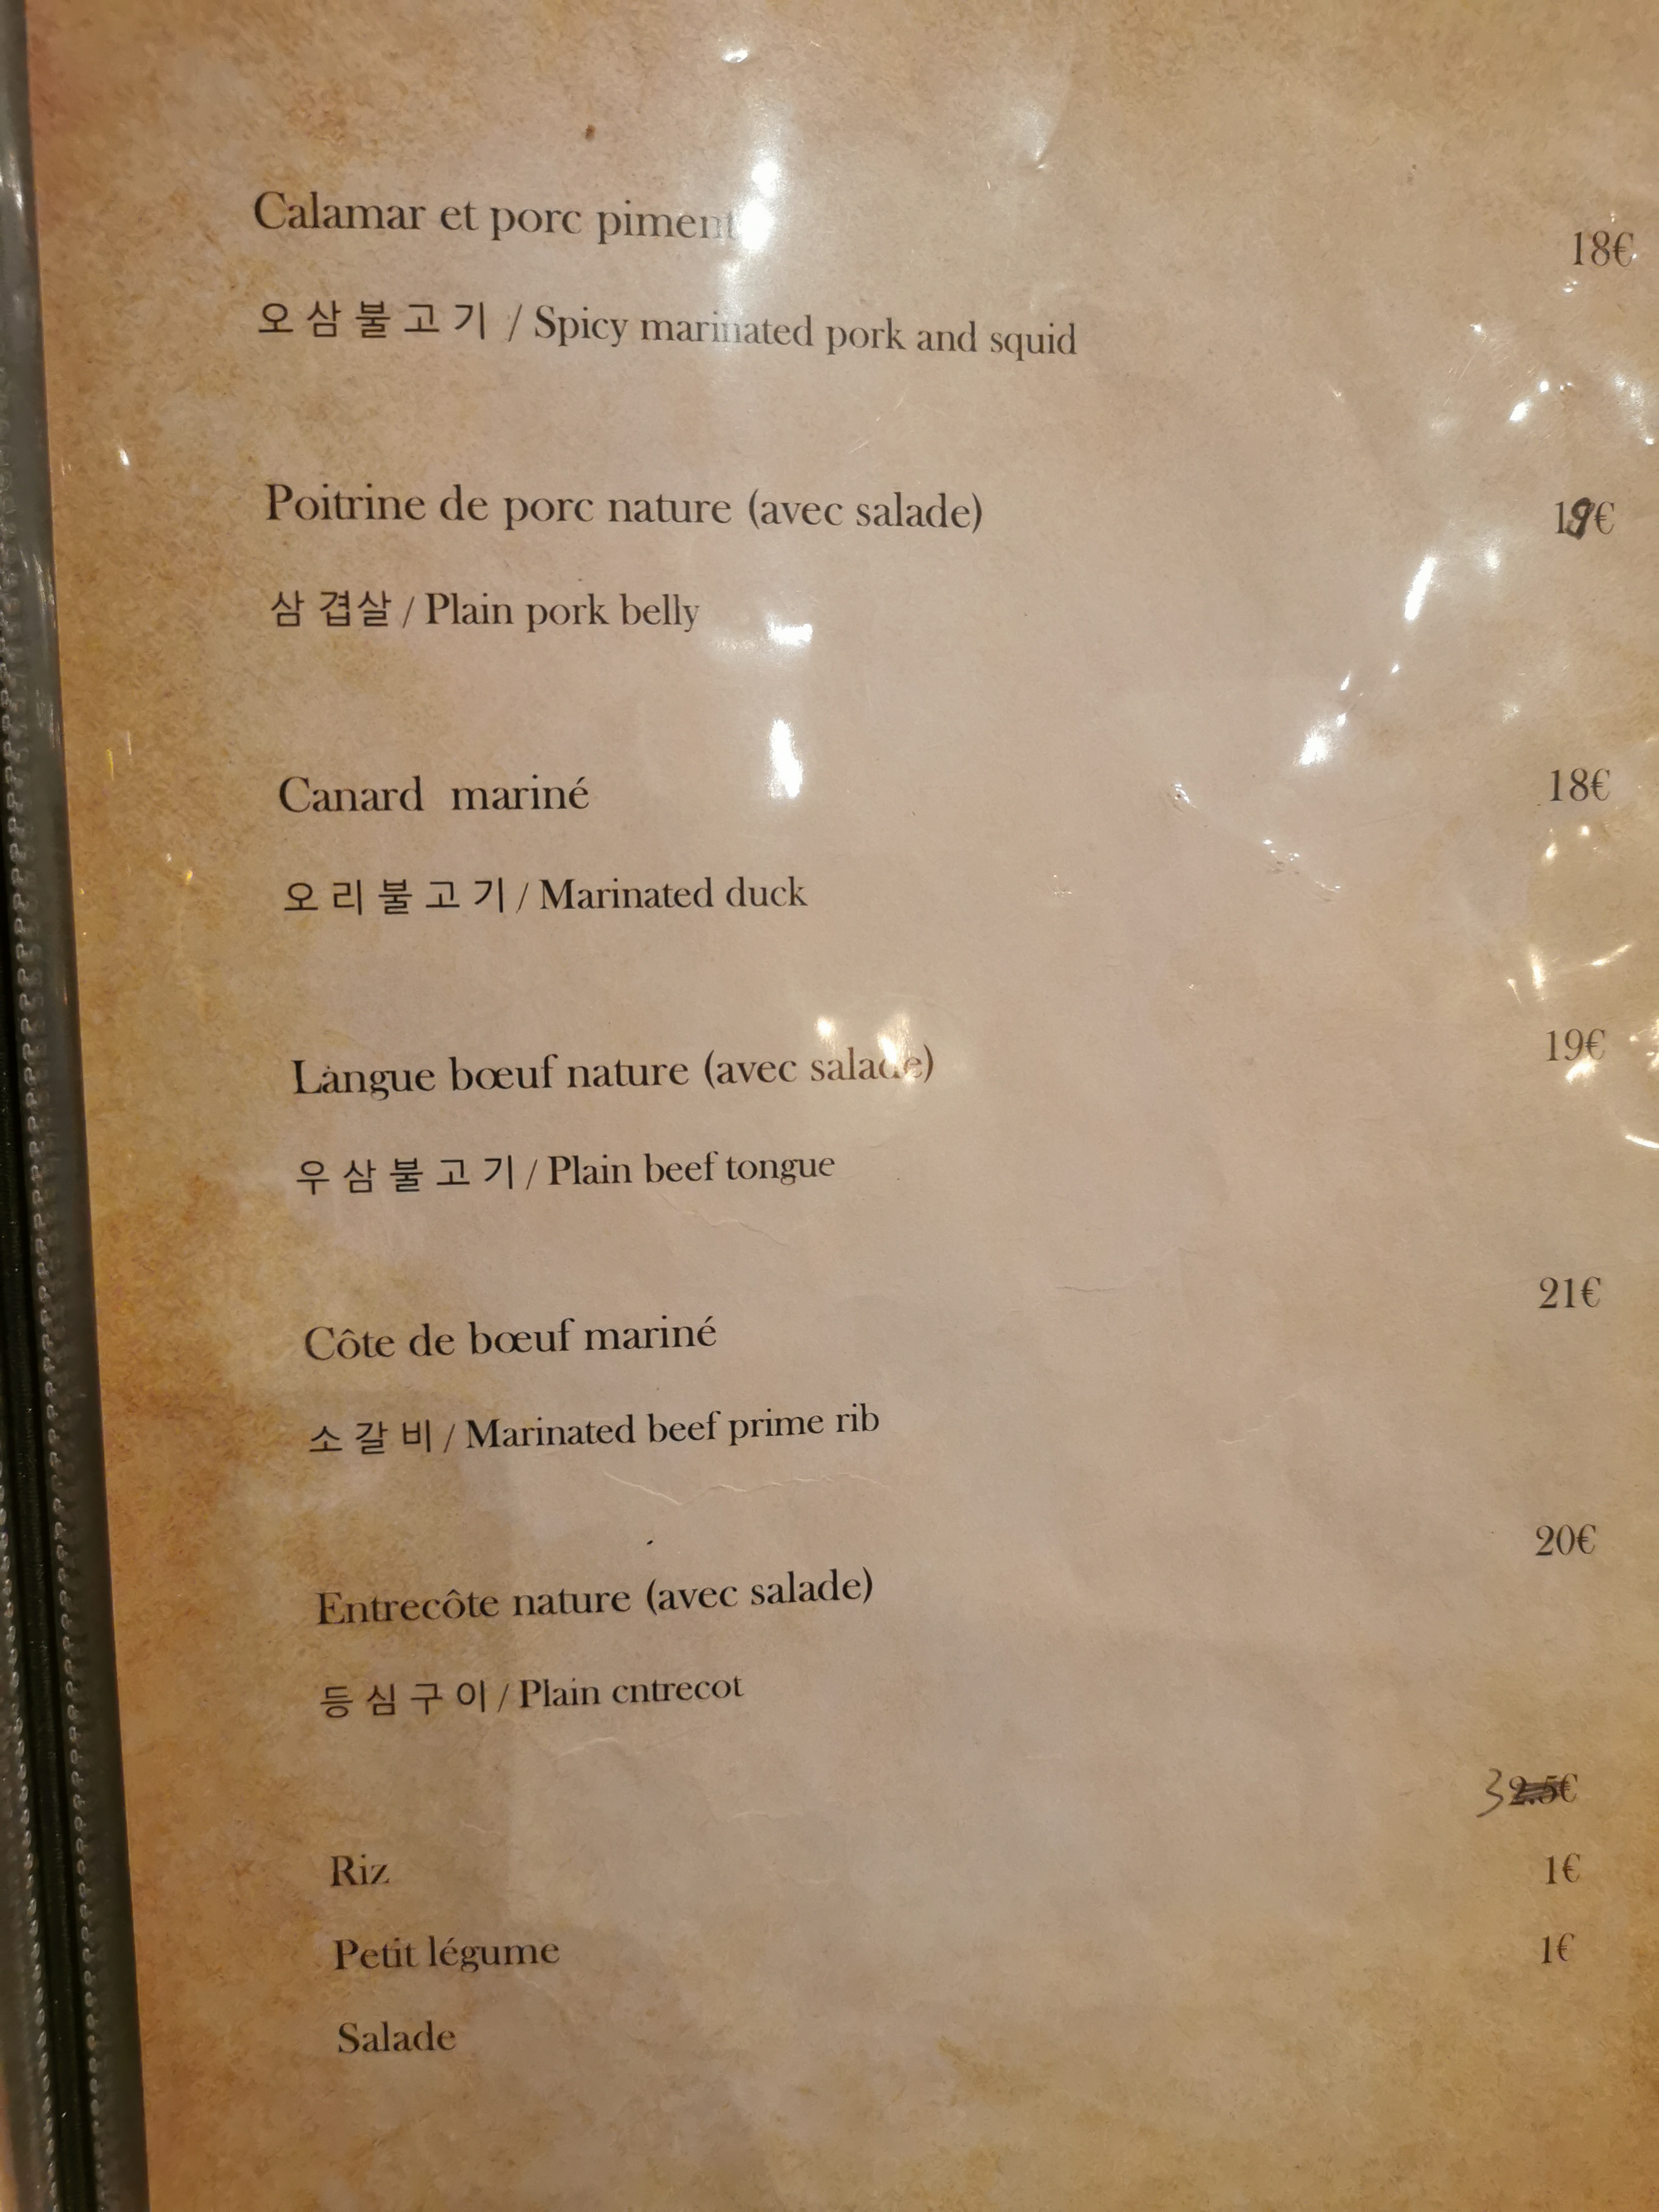 Calamar et porc piment
18€
오 삼 불 고 기 / Spicy marinated pork and squid
Poitrine de porc nature (avec salade)
19€
삼 겹살 / Plain pork belly
Canard mariné
18€
오 리 불 고 기 / Marinated duck
Langue bœuf nature (avec salade)
19€
우 삼 불 고 기 / Plain beef tongue
Côte de bœuf mariné
21€
소 갈 비 / Marinated beef prime rib
Entrecôte nature (avec salade)
20€
등 심 구 이 / Plain entrecot
3 2.5€
Riz
1€
Petit légume
1€
Salade